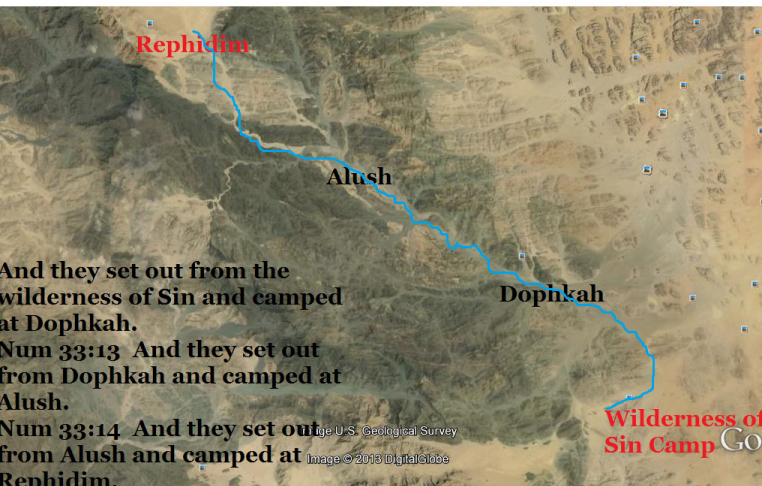 Rephidim
Alush
And they set out from the
wilderness of Sin and camped
at Dophkah.
Num 33:13 And they set out
from Dophkah and camped at
Alush.
Num 33:14 And they set out
from Alush and camped at
Rephidim.
Dophkah
Wilderness of
Sin Camp
Go
Image U.S. Geological Survey
Image © 2013 DigitalGlobe